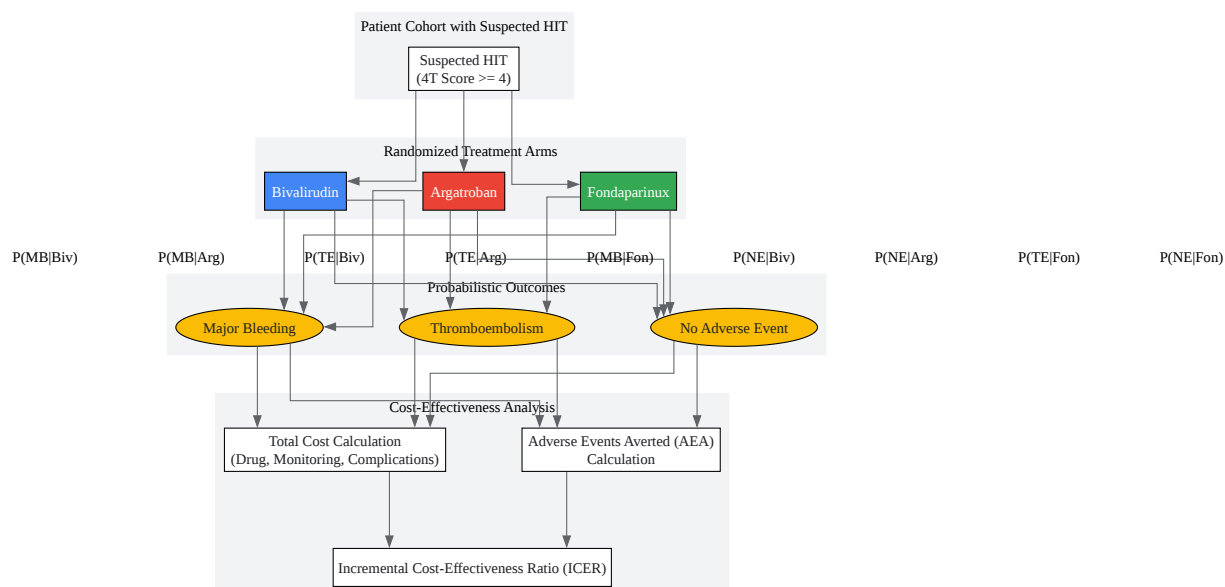 Patient Cohort with Suspected HIT
Suspected HIT
(4T Score >= 4)
Randomized Treatment Arms
Bivalirudin
Argatroban
Fondaparinux
P(MB|Biv)
P(MB|Arg)
P(TE|Biv)
P(TE|Arg)
P(MB|Fon)
P(NE|Biv)
P(NE|Arg)
P(TE|Fon)
P(NE|Fon)
Probabilistic Outcomes
Major Bleeding
Thromboembolism
No Adverse Event
Cost-Effectiveness Analysis
Total Cost Calculation
(Drug, Monitoring, Complications)
Adverse Events Averted (AEA)
Calculation
Incremental Cost-Effectiveness Ratio (ICER)